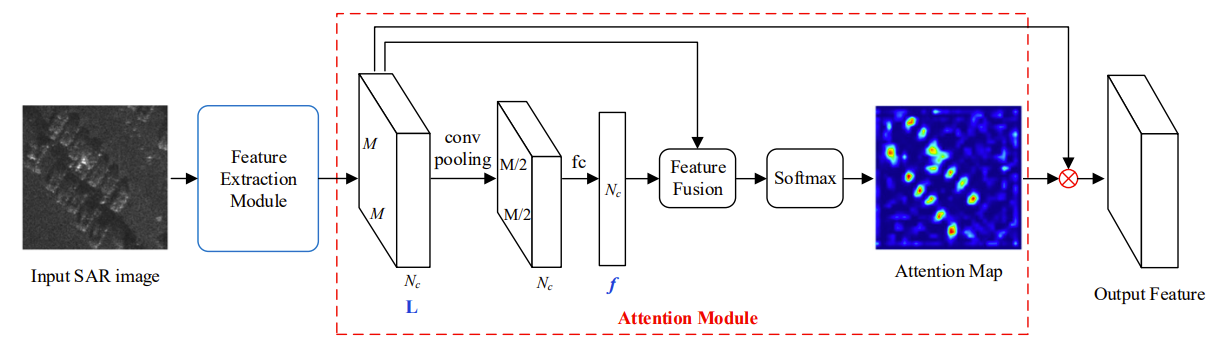 Input SAR image
Feature
Extraction
Module
M
M
N_c
L
conv
pooling
M/2
M/2
N_c
fc
N_c
f
Feature
Fusion
Softmax
Attention Map
Attention Module
Output Feature